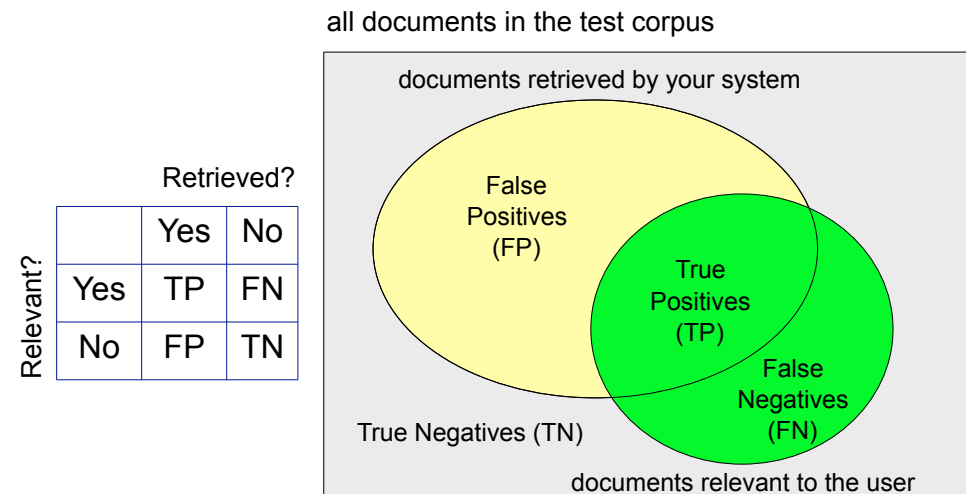 all documents in the test corpus
documents retrieved by your system
Retrieved?
Relevant?
Yes No
Yes TP FN
No FP TN
False
Positives
(FP)
True
Positives
(TP)
False
Negatives
(FN)
True Negatives (TN)
documents relevant to the user